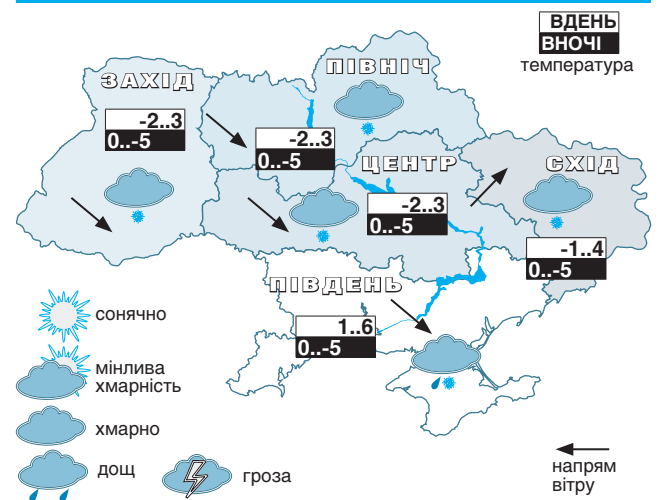 ВДЕНЬ
ВНОЧІ
температура
ПІВНІЧ
ЗАХІД
-2..3
0..-5
-2..3
0..-5
ЦЕНТР
СХІД
-2..3
0..-5
-1..4
0..-5
ПІВДЕНЬ
1..6
0..-5
сонячно
мінлива
хмарність
хмарно
дощ
гроза
напрям
вітру